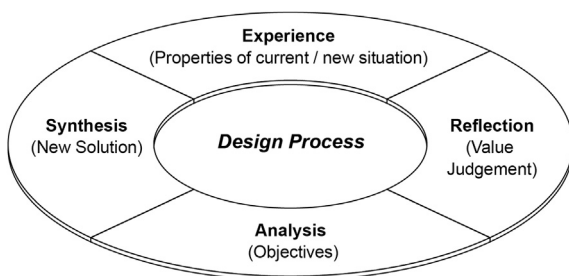 Experience
(Properties of current / new situation)
Synthesis
(New Solution)
Design Process
Reflection
(Value
Judgement)
Analysis
(Objectives)